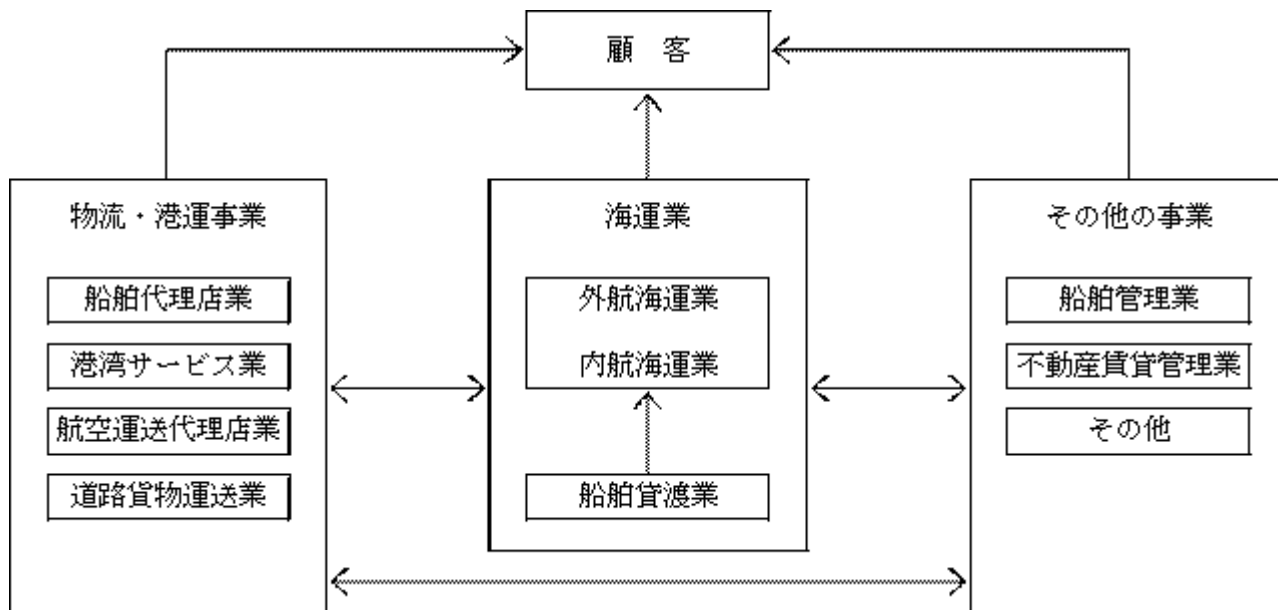 顧　客
物流・港運事業
船舶代理店業
港湾サービス業
航空運送代理店業
道路貨物運送業
海運業
外航海運業
内航海運業
船舶貸渡業
その他の事業
船舶管理業
不動産賃貸管理業
その他